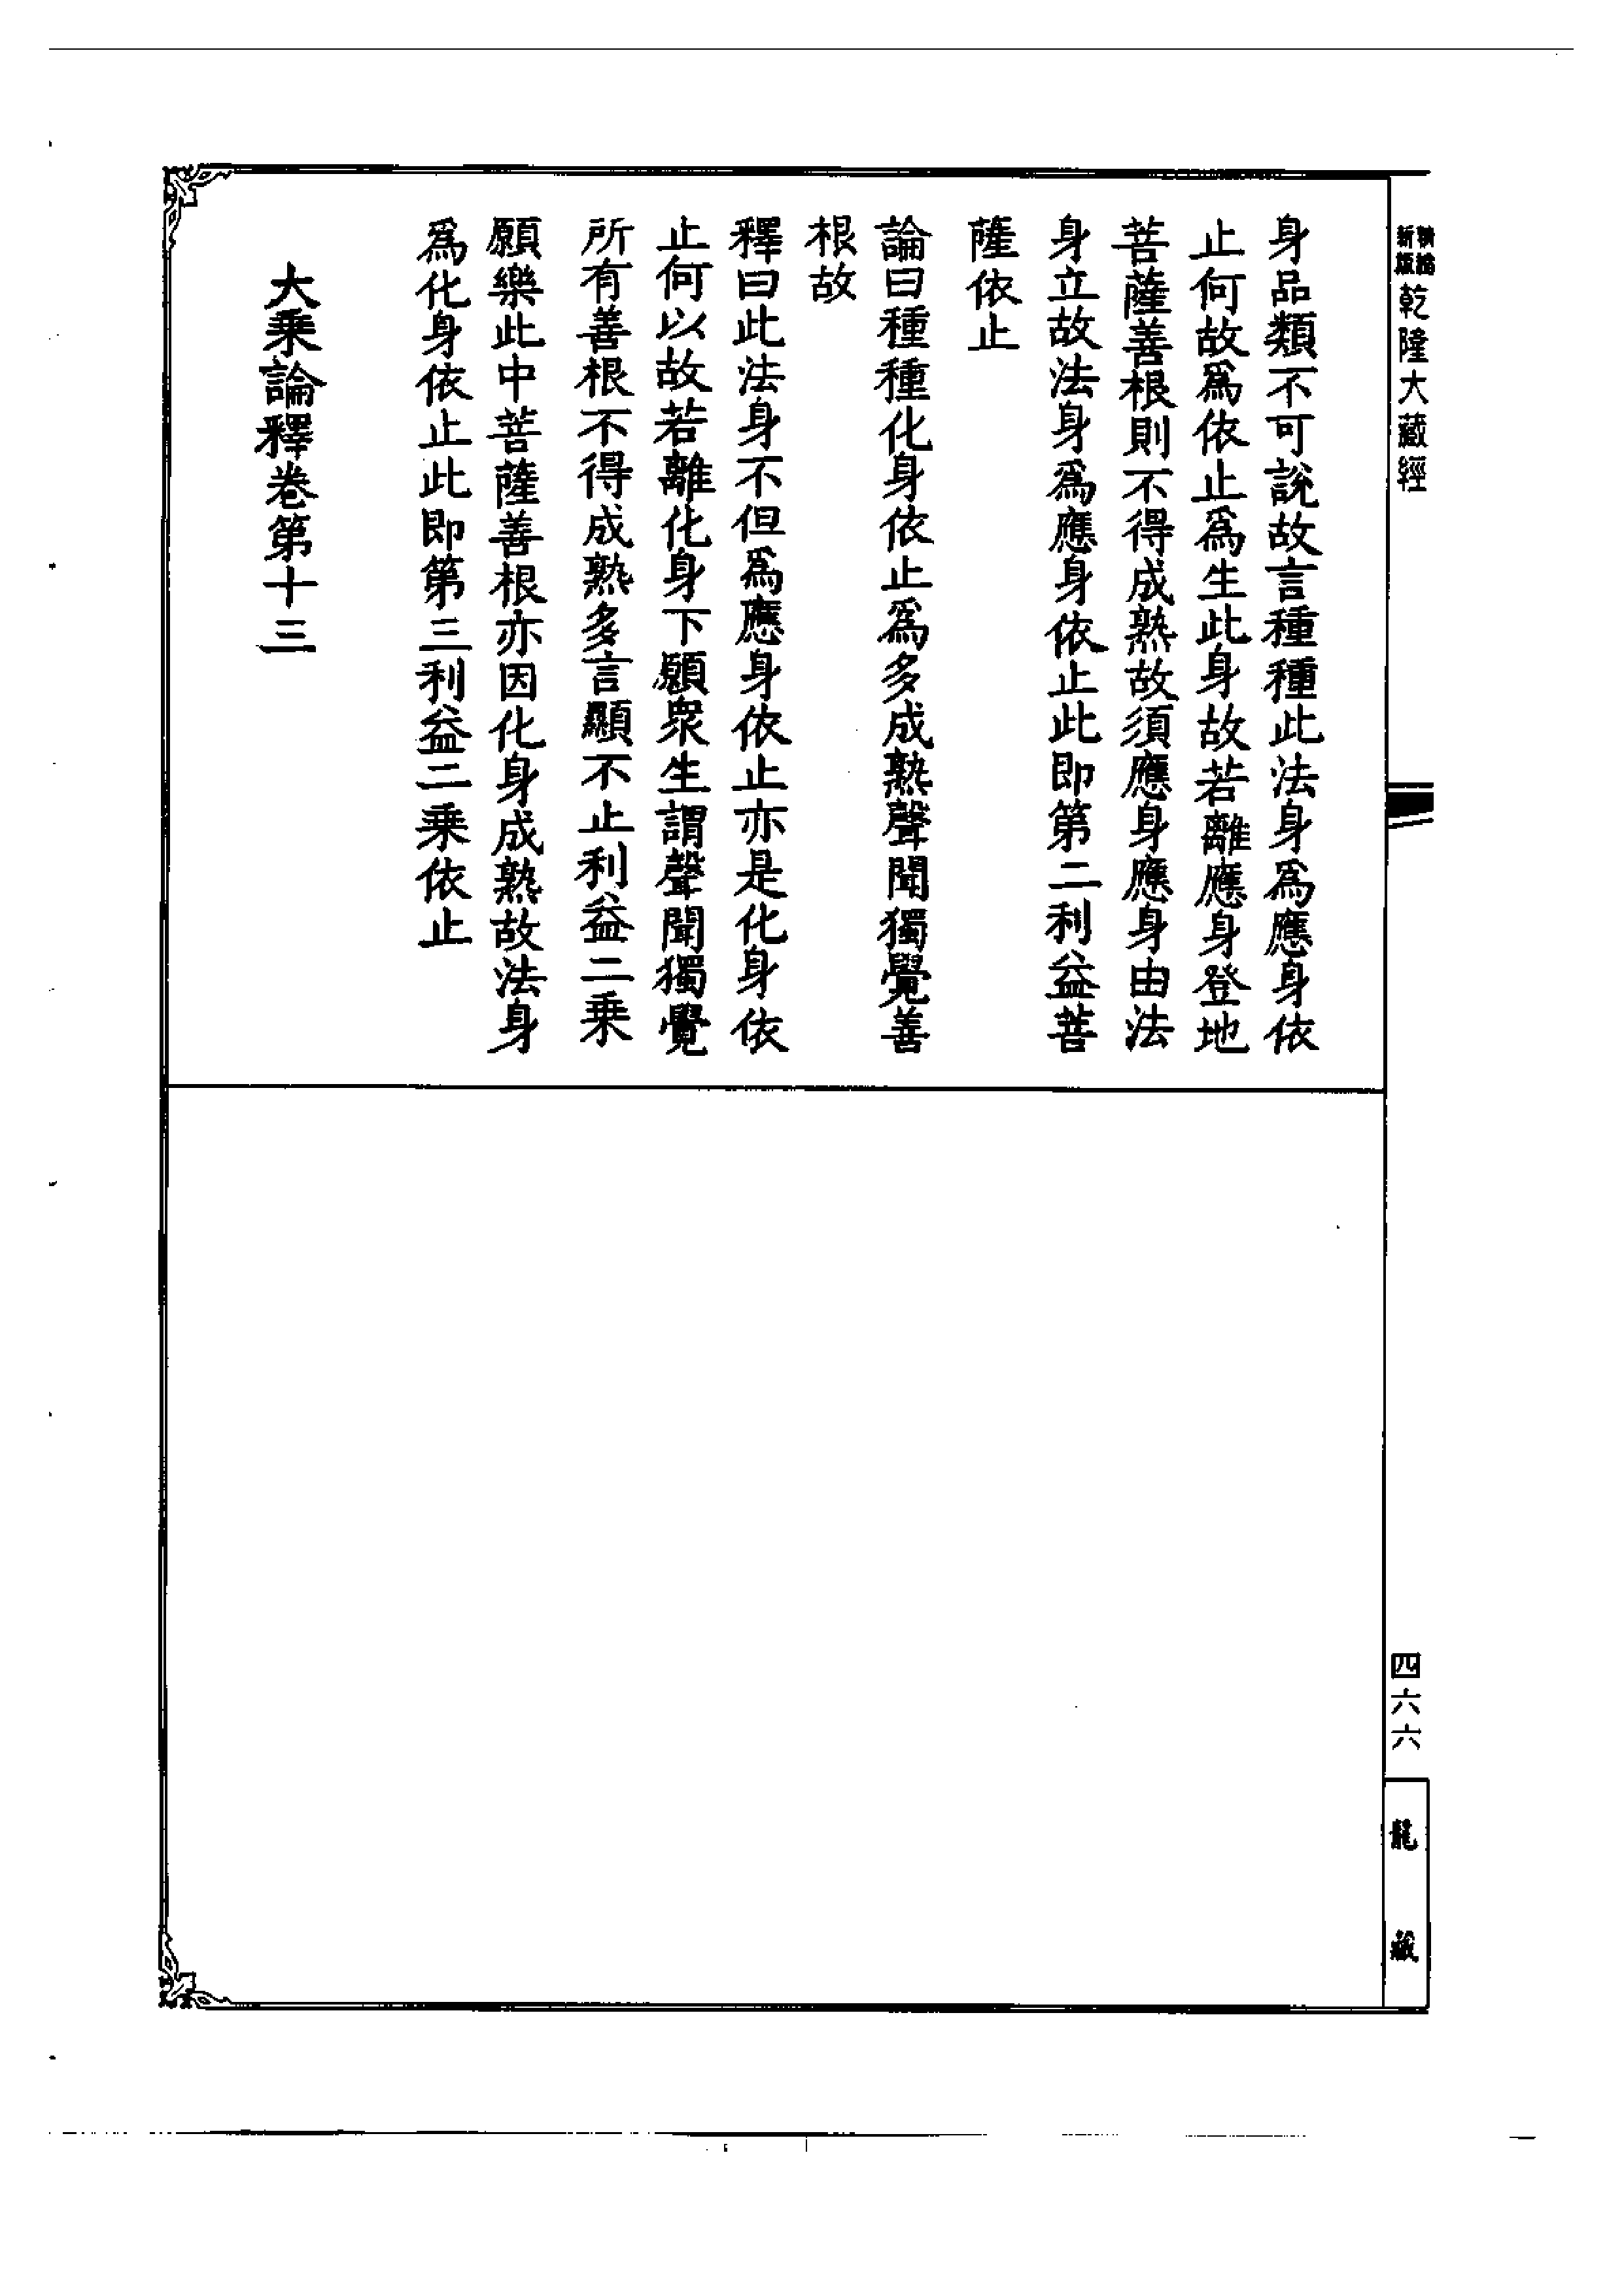 乾隆大藏經
身品類不可說故言種種此法身爲應身依
止何故爲依止爲生此身故若離應身登地
菩薩善根則不得成熟故須應身應身由法
身立故法身爲應身依止此即第二利益菩
薩依止
論曰種種化身依止爲多成熟聲聞獨覺善
根故
釋曰此法身不但爲應身依止亦是化身依
止何以故若離化身下願衆生謂聲聞獨覺
所有善根不得成熟多言顯不止利益二乘
願樂此中菩薩善根亦因化身成熟故法身
爲化身依止此即第三利益二乘依止
大乘論釋卷第十三
四六六
龍藏